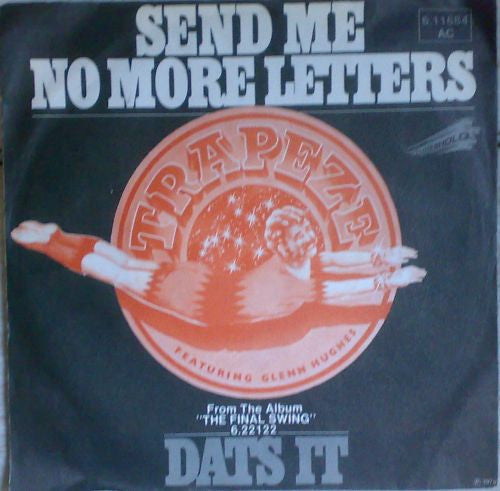 SEND ME
NO MORE LETTERS
6.11684
AC
TRAPEZE
FEATURING GLENN HUGHES
From The Album
"THE FINAL SWING"
6.22122
DATS IT